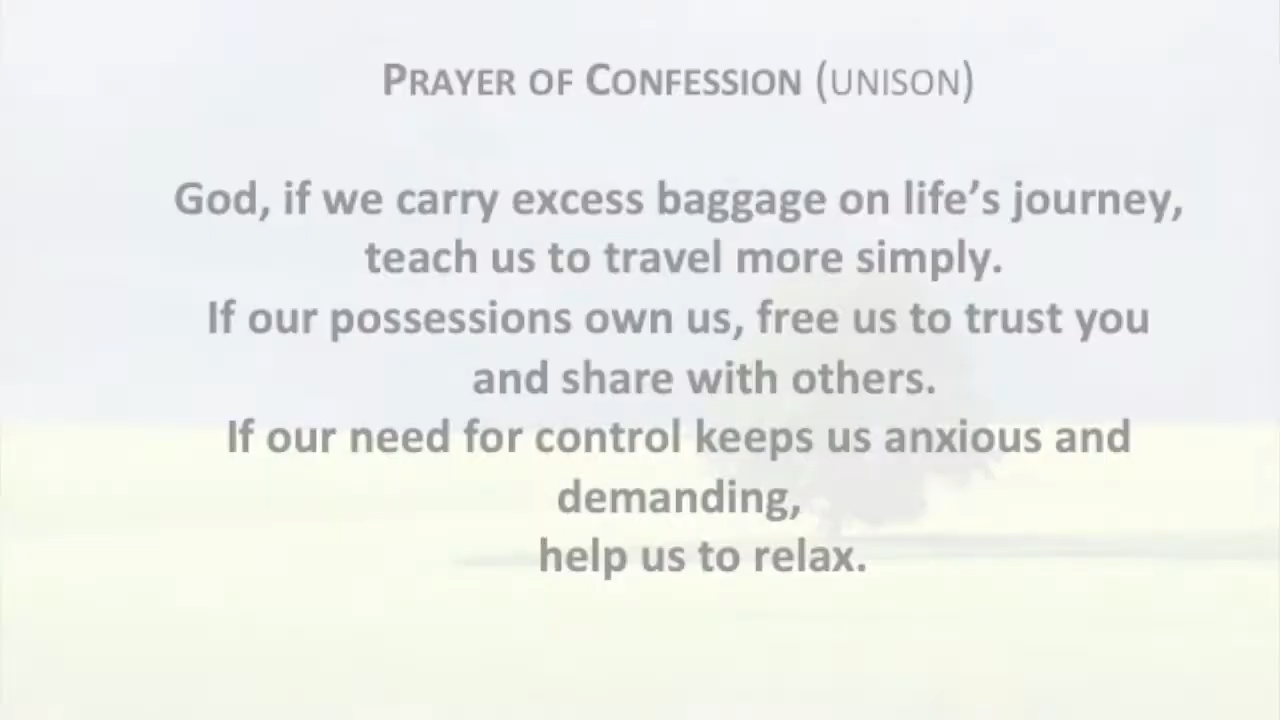 PRAYER OF CONFESSION (UNISON)
God, if we carry excess baggage on life’s journey,
teach us to travel more simply.
If our possessions own us, free us to trust you
and share with others.
If our need for control keeps us anxious and
demanding,
help us to relax.